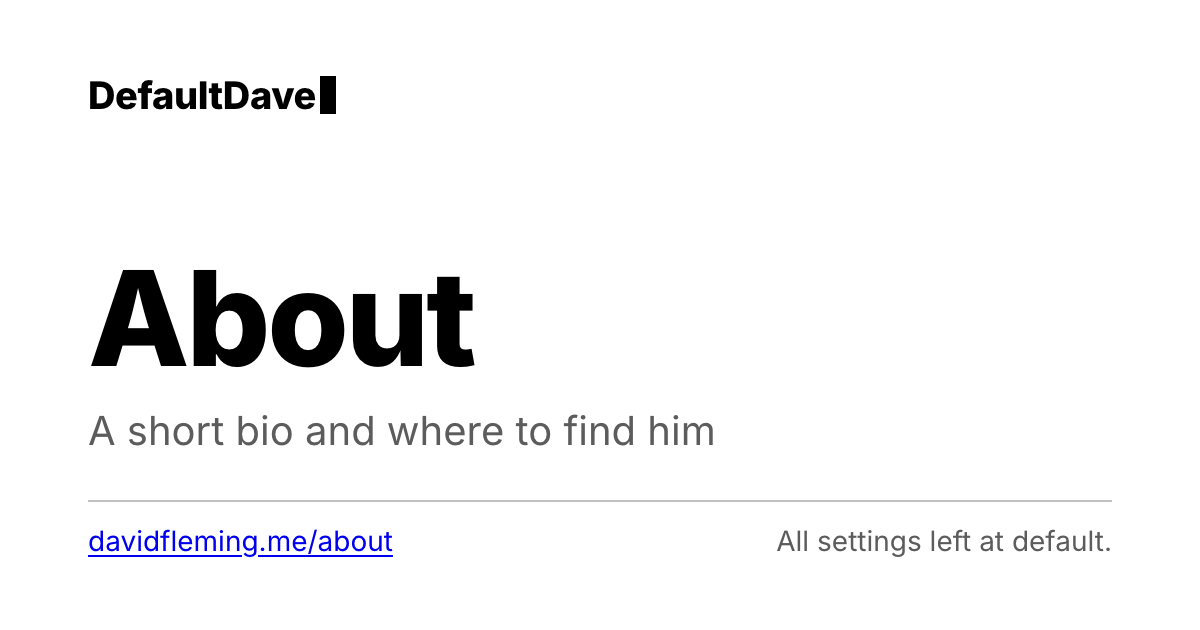 DefaultDave
About
A short bio and where to find him
davidfleming.me/about
All settings left at default.